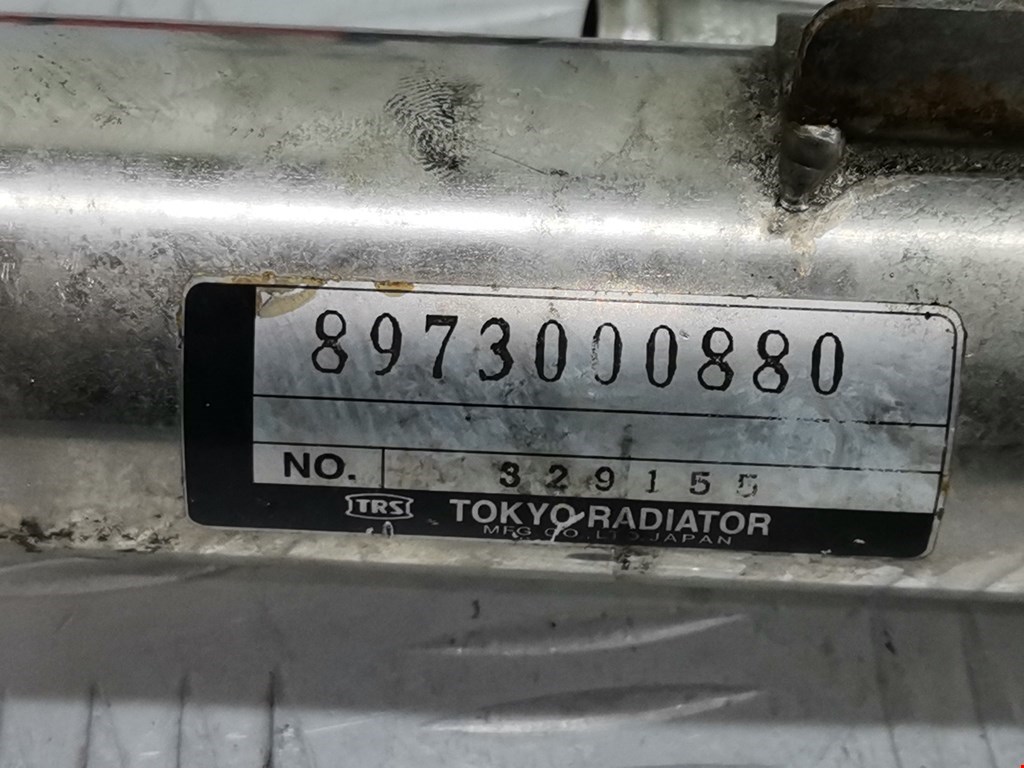 8973000880
NO. 329155
TRS TOKYO RADIATOR
MFG CO.,LTD.JAPAN